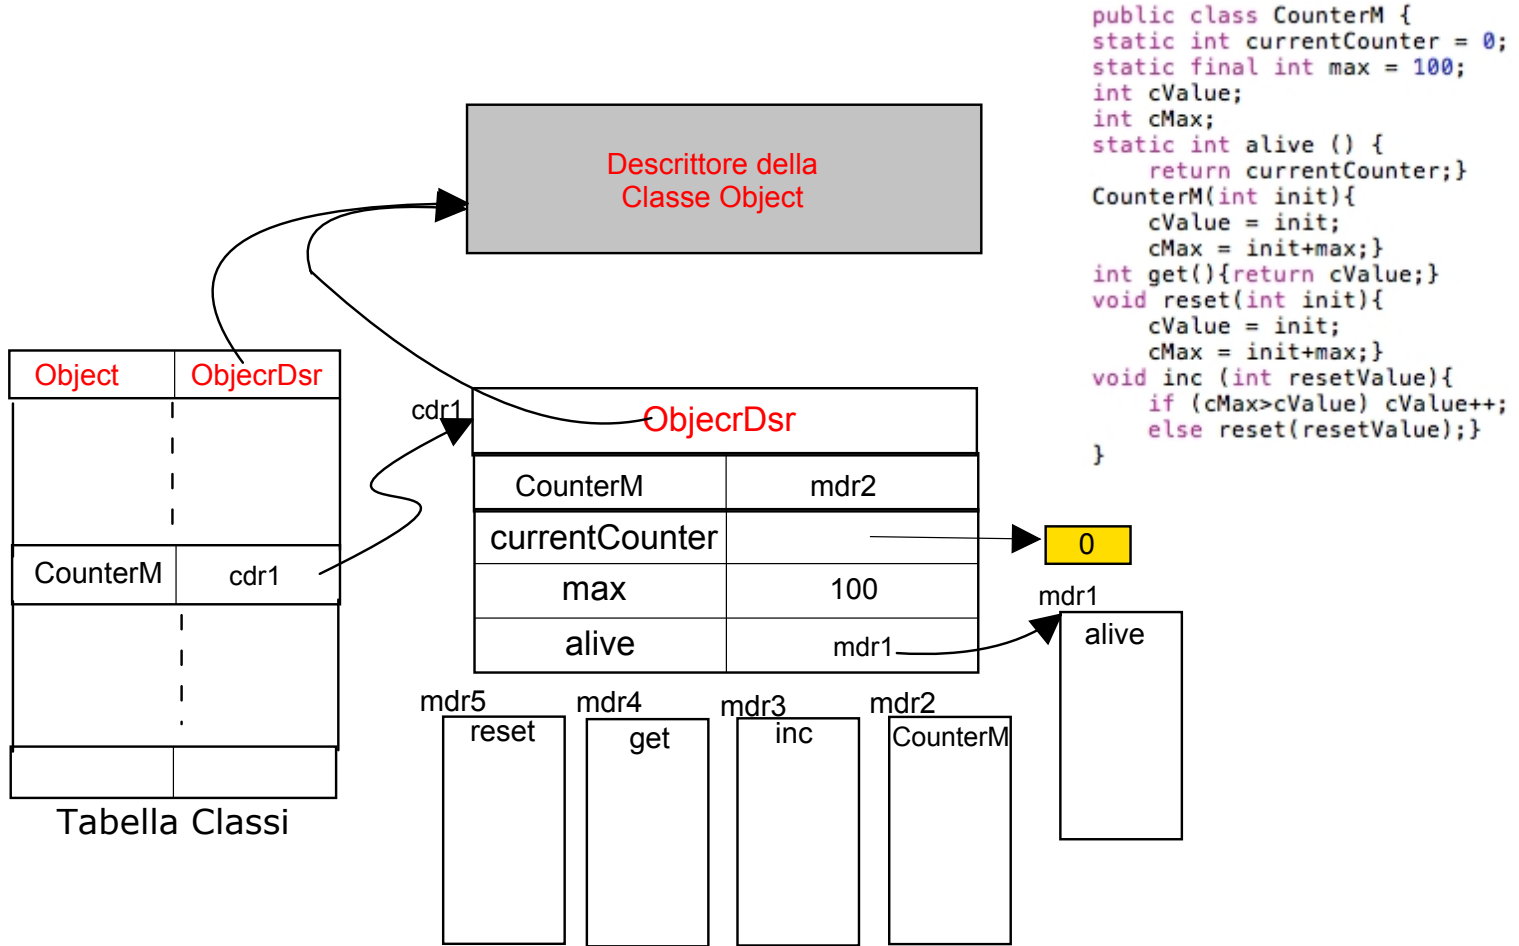 public class CounterM {
static int currentCounter = 0;
static final int max = 100;
int cValue;
int cMax;
static int alive () {
return currentCounter;}
CounterM(int init){
cValue = init;
cMax = init+max;}
int get(){return cValue;}
void reset(int init){
cValue = init;
cMax = init+max;}
void inc (int resetValue){
if (cMax>cValue) cValue++;
else reset(resetValue);}
}
Descrittore della
Classe Object
Object ObjecrDsr
CounterM cdr1
Tabella Classi
cdr1
ObjecrDsr
CounterM mdr2
currentCounter
0
max 100
alive mdr1
mdr1
alive
mdr5
reset
mdr4
get
mdr3
inc
mdr2
CounterM